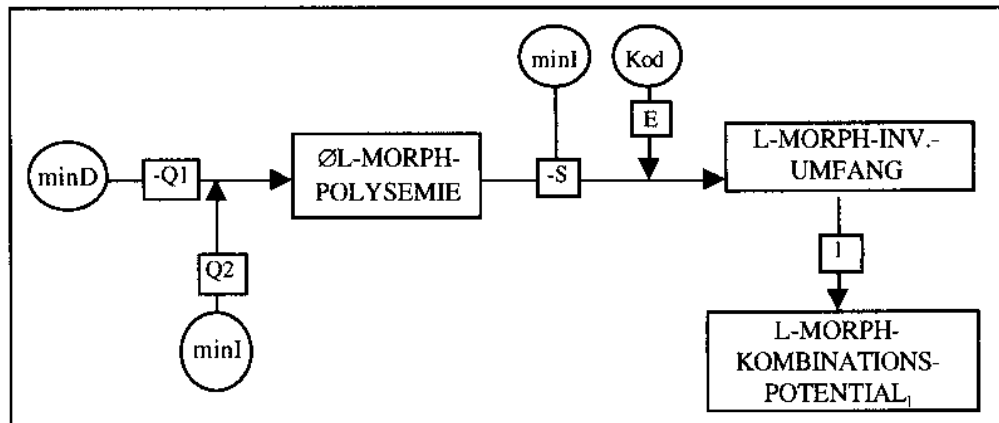 minI
Kod
E
ØL-MORPH-
POLYSEMIE
L-MORPH-INV.-
UMFANG
minD
-Q1
-S
Q2
1
minI
L-MORPH-
KOMBINATIONS-
POTENTIAL₁